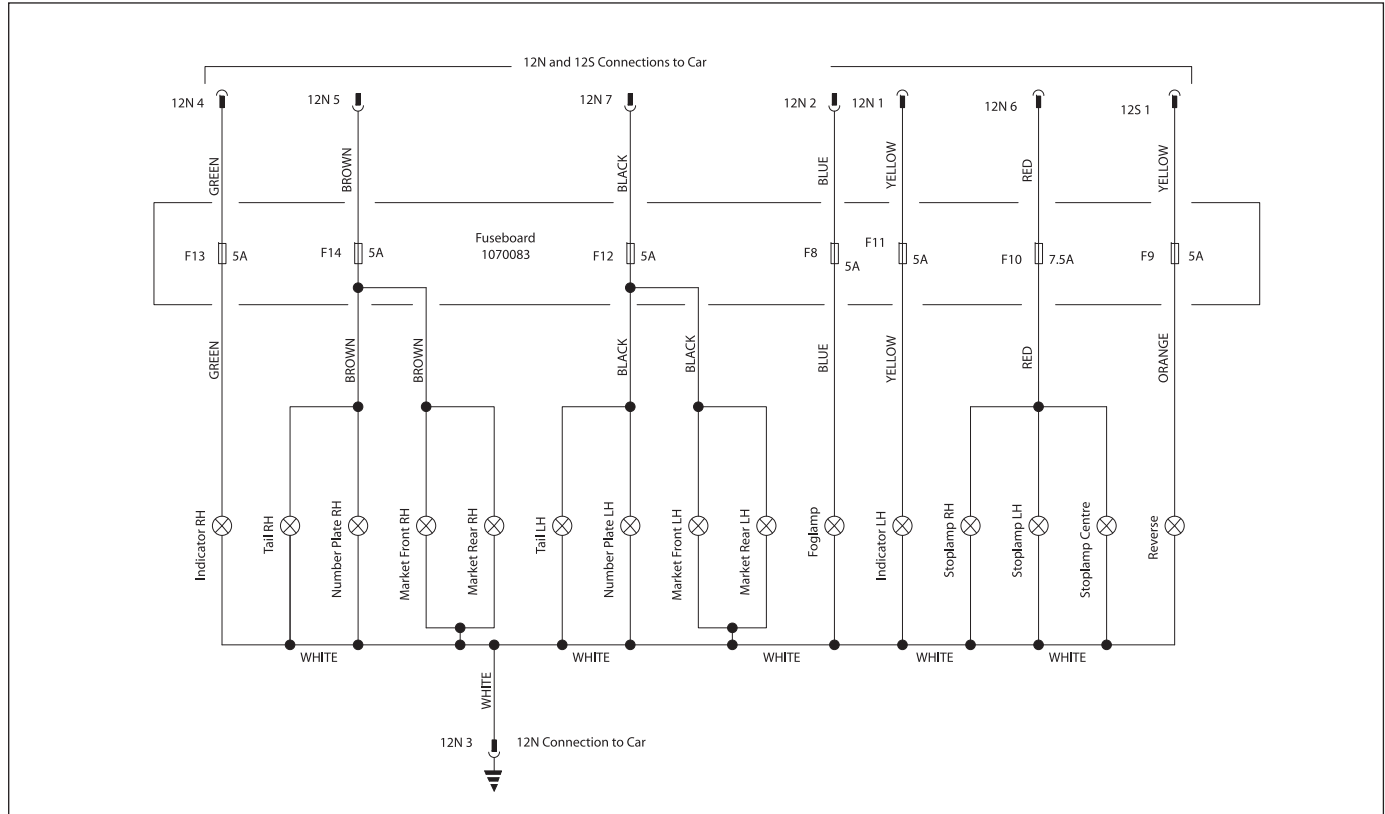 12N and 12S Connections to Car
12N 4
12N 5
12N 7
12N 2
12N 1
12N 6
12S 1
GREEN
BROWN
BLACK
BLUE
YELLOW
RED
YELLOW
F13
5A
F14
5A
Fuseboard
1070083
F12
5A
F8
5A
F11
5A
F10
7.5A
F9
5A
GREEN
BROWN
BROWN
BLACK
BLACK
BLUE
YELLOW
RED
ORANGE
Indicator RH
Tail RH
Number Plate RH
Market Front RH
Market Rear RH
Tail LH
Number Plate LH
Market Front LH
Market Rear LH
Foglamp
Indicator LH
Stoplamp RH
Stoplamp LH
Stoplamp Centre
Reverse
WHITE
WHITE
WHITE
WHITE
WHITE
WHITE
12N 3
12N Connection to Car